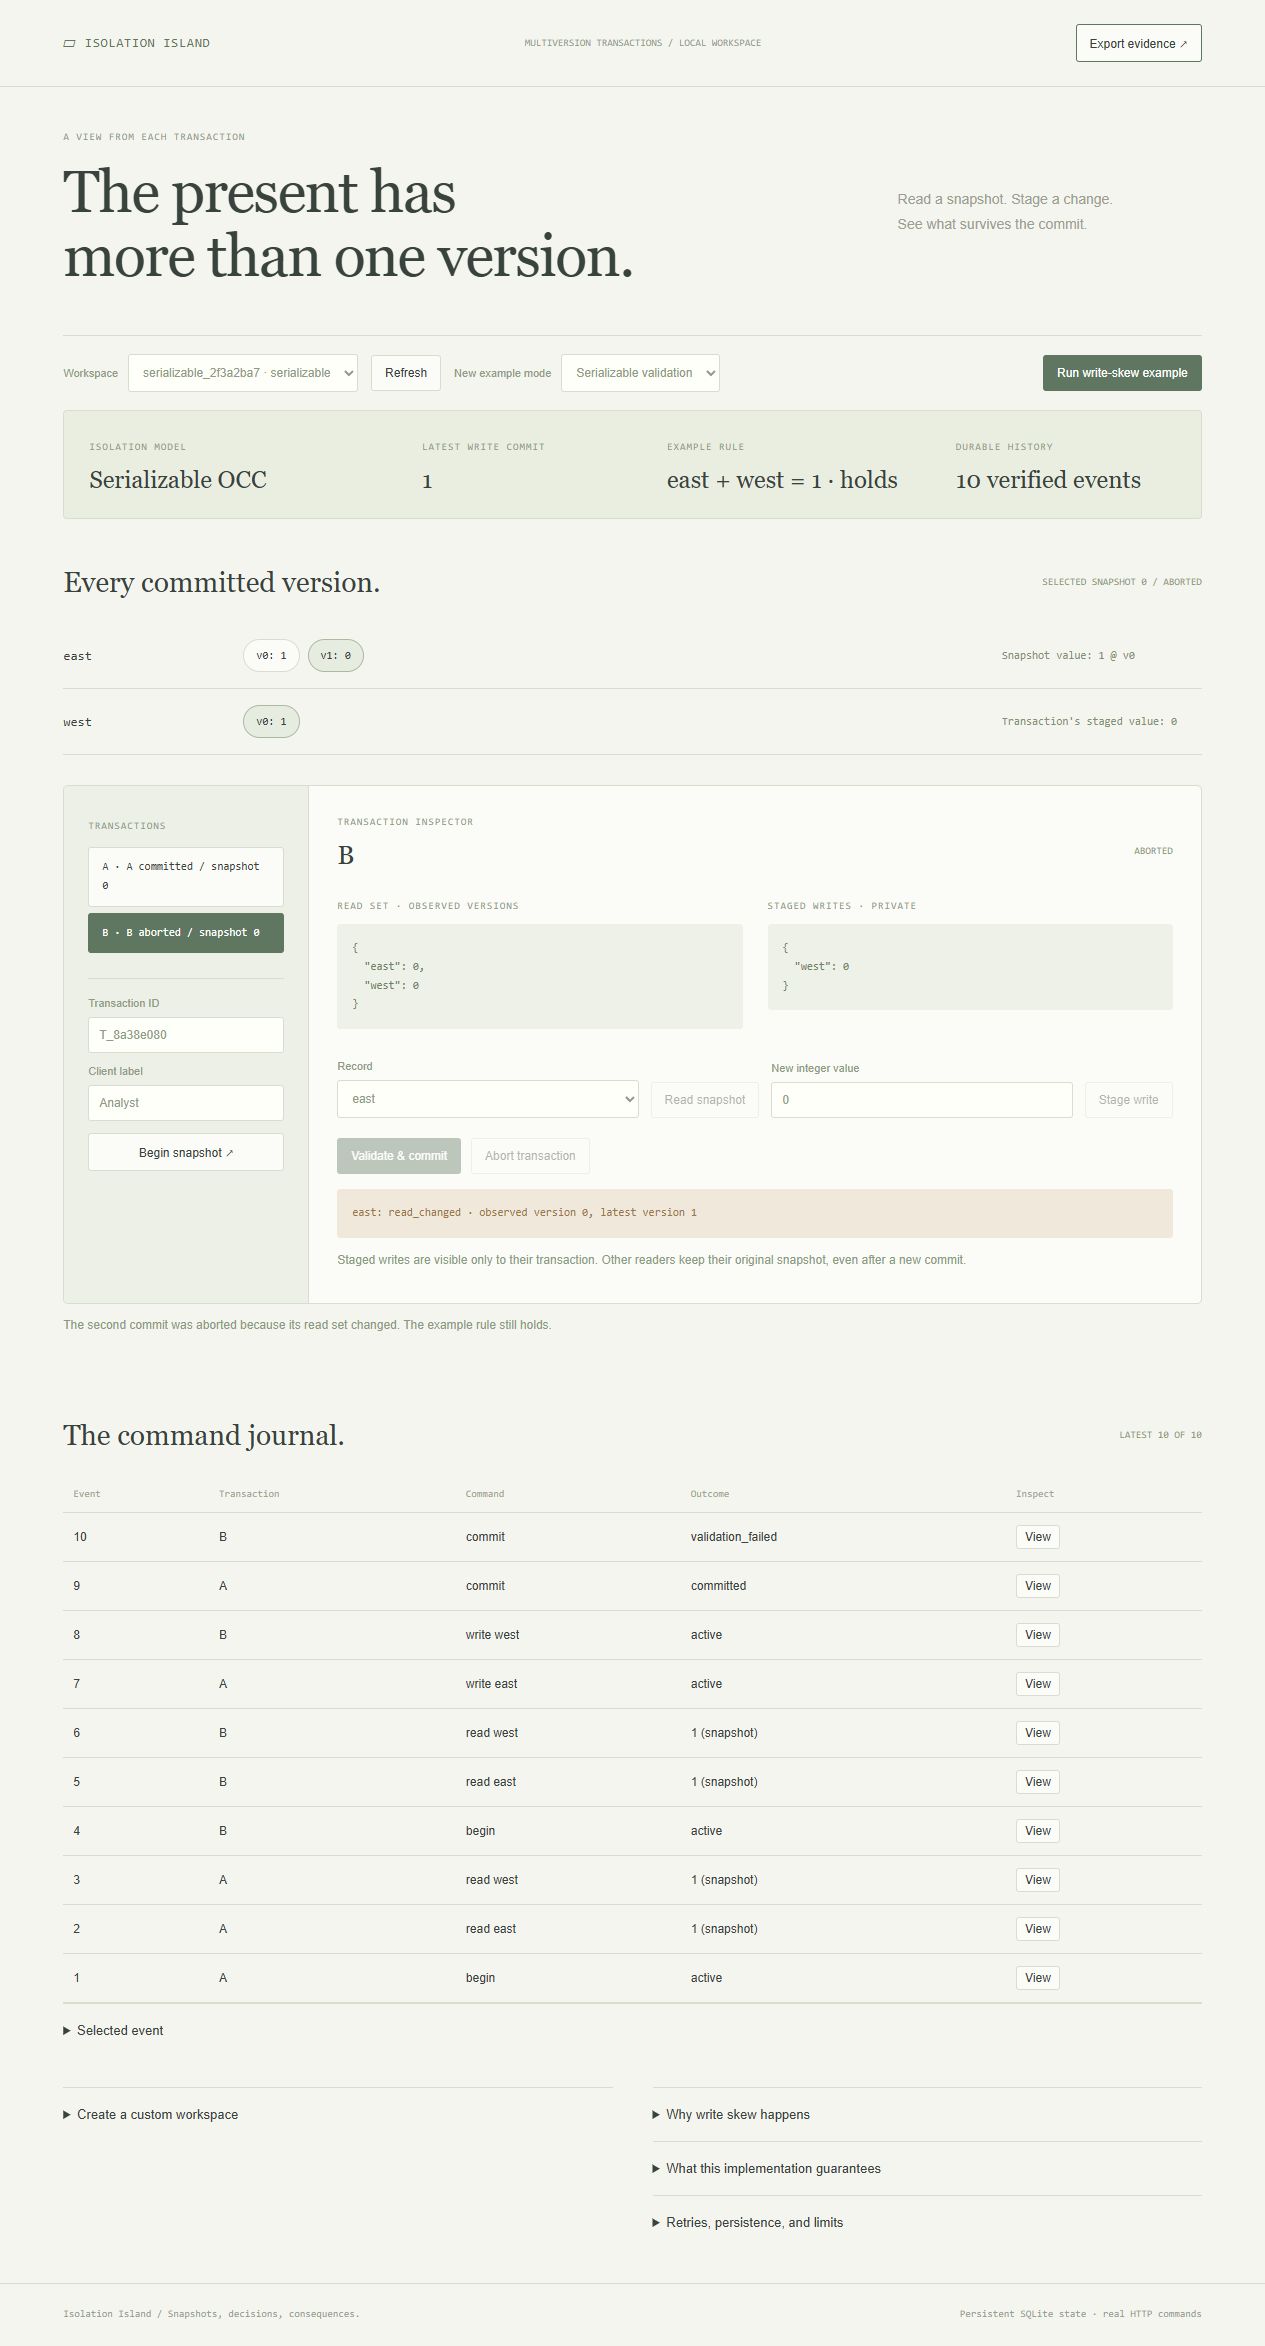 ISOLATION ISLAND
MULTIVERSION TRANSACTIONS / LOCAL WORKSPACE
Export evidence ↗
A VIEW FROM EACH TRANSACTION
The present has
more than one version.
Read a snapshot. Stage a change.
See what survives the commit.
Workspace
serializable_2f3a2ba7 · serializable
Refresh
New example mode
Serializable validation
Run write-skew example
ISOLATION MODEL
Serializable OCC
LATEST WRITE COMMIT
1
EXAMPLE RULE
east + west = 1 · holds
DURABLE HISTORY
10 verified events
Every committed version.
SELECTED SNAPSHOT 0 / ABORTED
east
v0: 1
v1: 0
Snapshot value: 1 @ v0
west
v0: 1
Transaction's staged value: 0
TRANSACTIONS
A · A committed / snapshot
0
B · B aborted / snapshot 0
Transaction ID
T_8a38e080
Client label
Analyst
Begin snapshot ↗
TRANSACTION INSPECTOR
B
ABORTED
READ SET · OBSERVED VERSIONS
{
"east": 0,
"west": 0
}
STAGED WRITES · PRIVATE
{
"west": 0
}
Record
east
Read snapshot
New integer value
0
Stage write
Validate & commit
Abort transaction
east: read_changed · observed version 0, latest version 1
Staged writes are visible only to their transaction. Other readers keep their original snapshot, even after a new commit.
The second commit was aborted because its read set changed. The example rule still holds.
The command journal.
LATEST 10 OF 10
Event Transaction Command Outcome Inspect
10 B commit validation_failed View
9 A commit committed View
8 B write west active View
7 A write east active View
6 B read west 1 (snapshot) View
5 B read east 1 (snapshot) View
4 B begin active View
3 A read west 1 (snapshot) View
2 A read east 1 (snapshot) View
1 A begin active View
▶ Selected event
▶ Create a custom workspace
▶ Why write skew happens
▶ What this implementation guarantees
▶ Retries, persistence, and limits
Isolation Island / Snapshots, decisions, consequences.
Persistent SQLite state · real HTTP commands